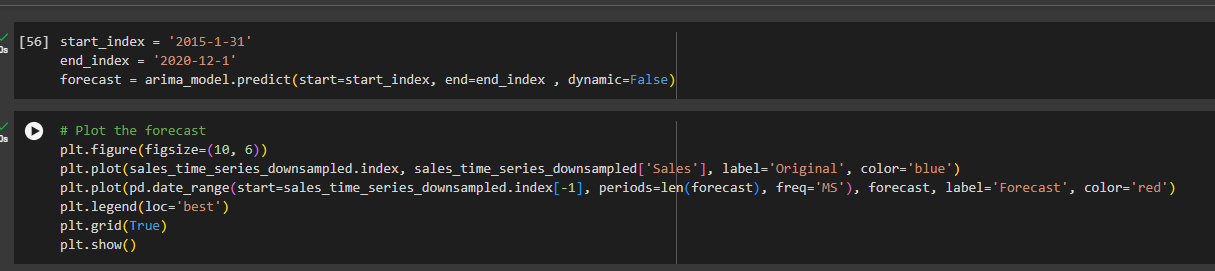 [56] start_index = '2015-1-31'
end_index = '2020-12-1'
forecast = arima_model.predict(start=start_index, end=end_index , dynamic=False)
0s
# Plot the forecast
plt.figure(figsize=(10, 6))
plt.plot(sales_time_series_downsampled.index, sales_time_series_downsampled['Sales'], label='Original', color='blue')
plt.plot(pd.date_range(start=sales_time_series_downsampled.index[-1], periods=len(forecast), freq='MS'), forecast, label='Forecast', color='red')
plt.legend(loc='best')
plt.grid(True)
plt.show()
0s